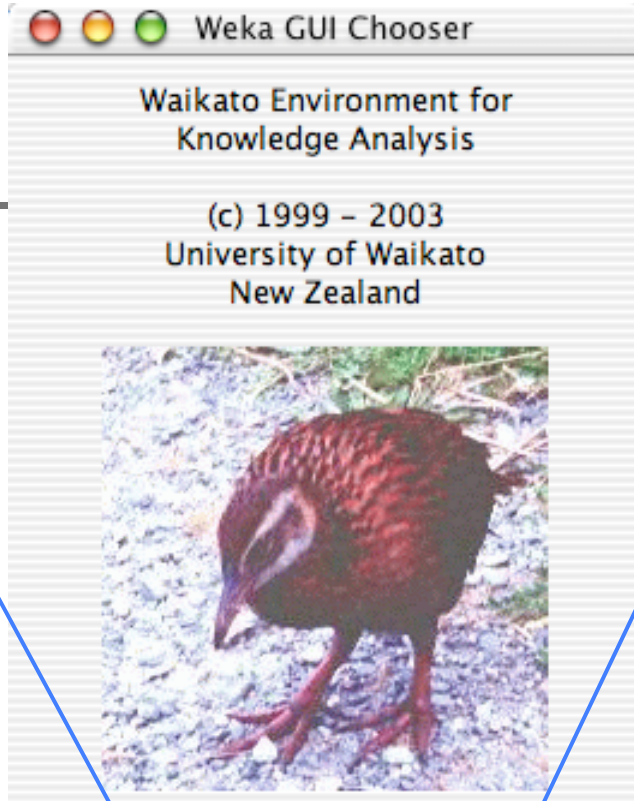 Weka GUI Chooser
Waikato Environment for
Knowledge Analysis
(c) 1999 – 2003
University of Waikato
New Zealand